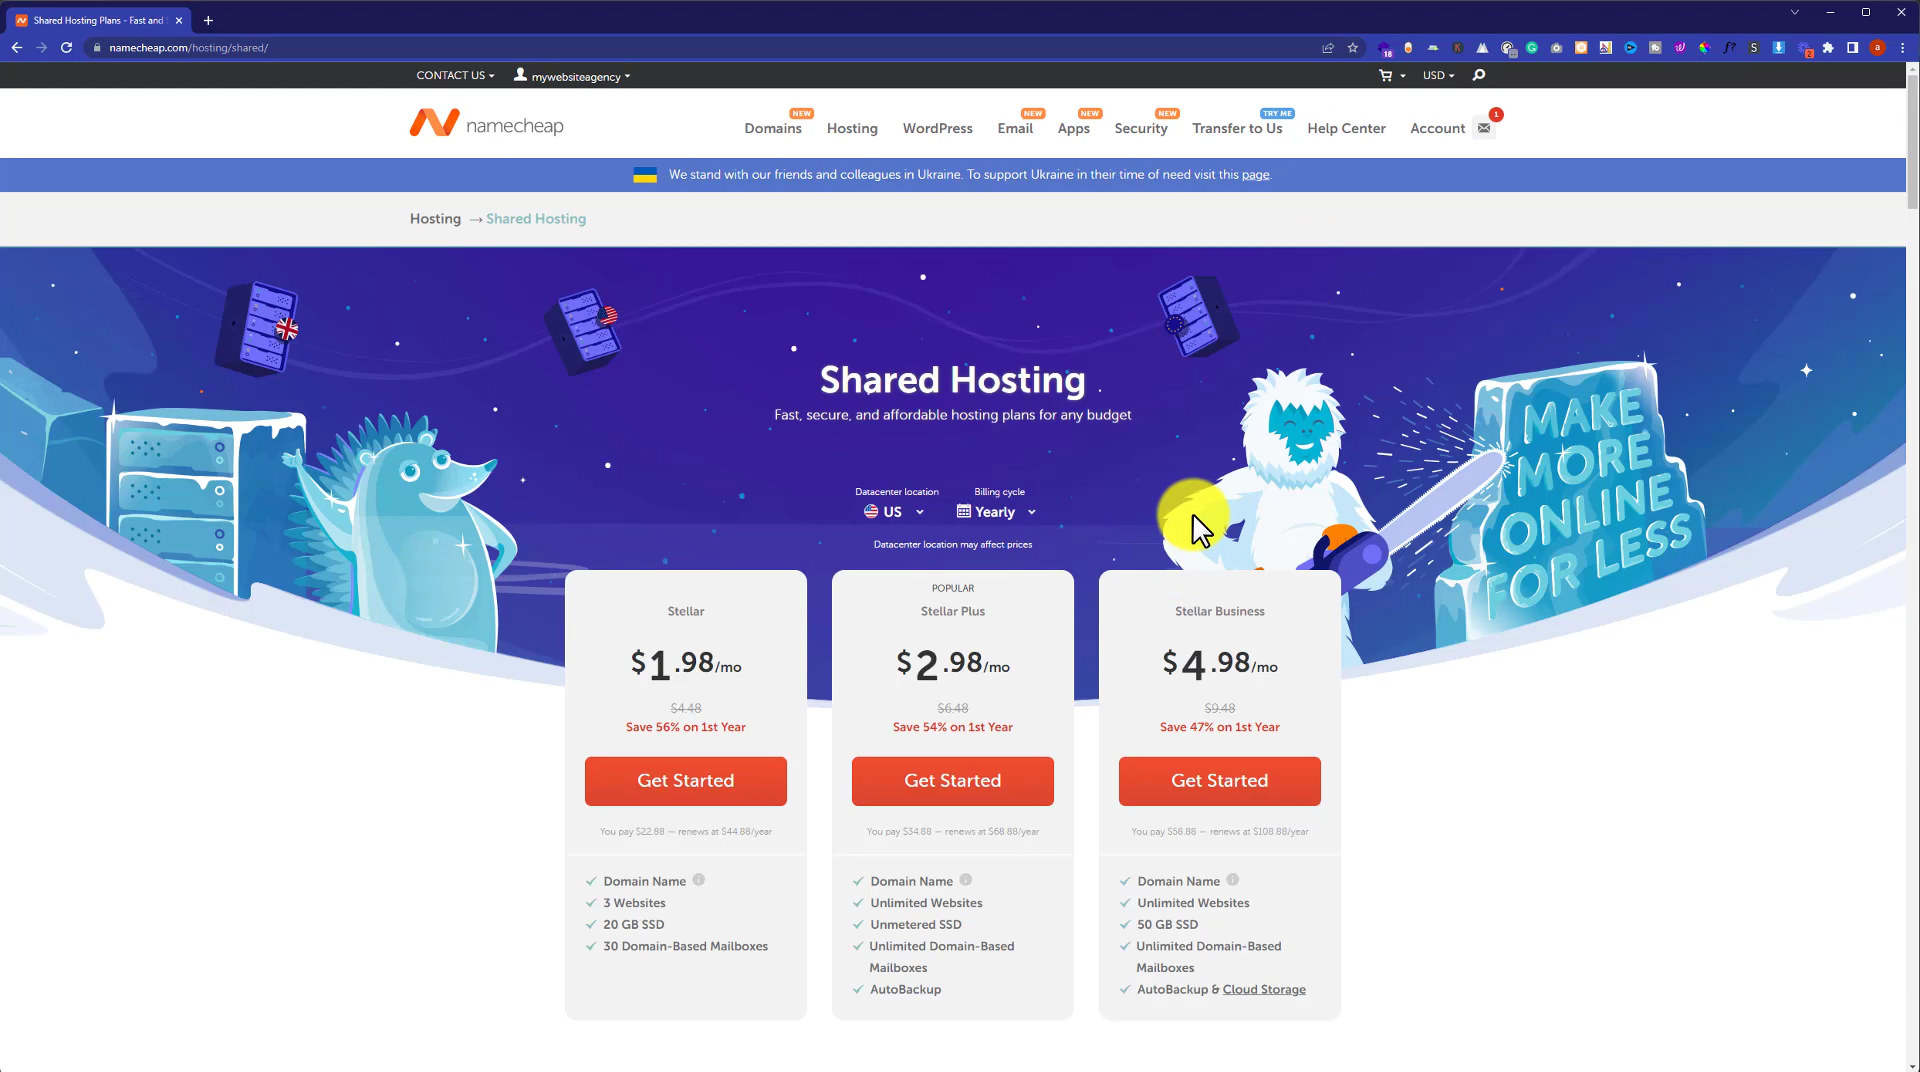 Shared Hosting Plans - Fast and
namecheap.com/hosting/shared/
18
2
a
CONTACT US
mywebsiteagency
USD
namecheap
NEW
NEW
NEW
NEW
TRY ME
1
Domains
Hosting
WordPress
Email
Apps
Security
Transfer to Us
Help Center
Account
We stand with our friends and colleagues in Ukraine. To support Ukraine in their time of need visit this page.
Hosting → Shared Hosting
Shared Hosting
Fast, secure, and affordable hosting plans for any budget
MAKE
MORE
ONLINE
FOR LESS
Datacenter location
Billing cycle
US
Yearly
Datacenter location may affect prices
Stellar
$1.98/mo
$4.48
Save 56% on 1st Year
Get Started
You pay $22.88 — renews at $44.88/year
Domain Name
3 Websites
20 GB SSD
30 Domain-Based Mailboxes
POPULAR
Stellar Plus
$2.98/mo
$6.48
Save 54% on 1st Year
Get Started
You pay $34.88 — renews at $68.88/year
Domain Name
Unlimited Websites
Unmetered SSD
Unlimited Domain-Based
Mailboxes
AutoBackup
Stellar Business
$4.98/mo
$9.48
Save 47% on 1st Year
Get Started
You pay $58.88 — renews at $108.88/year
Domain Name
Unlimited Websites
50 GB SSD
Unlimited Domain-Based
Mailboxes
AutoBackup & Cloud Storage